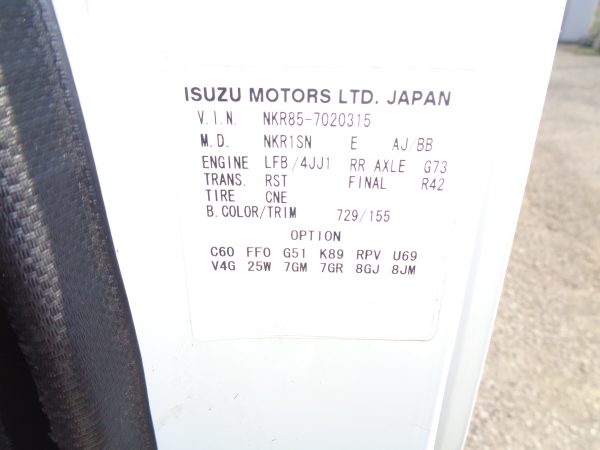 ISUZU MOTORS LTD. JAPAN
V.I.N. NKR85-7020315
M.D. NKR1SN E AJ/BB
ENGINE LFB/4JJ1 RR AXLE G73
TRANS. RST FINAL R42
TIRE CNE
B.COLOR/TRIM 729/155
OPTION
C60 FF0 G51 K89 RPV U69
V4G 25W 7GM 7GR 8GJ 8JM